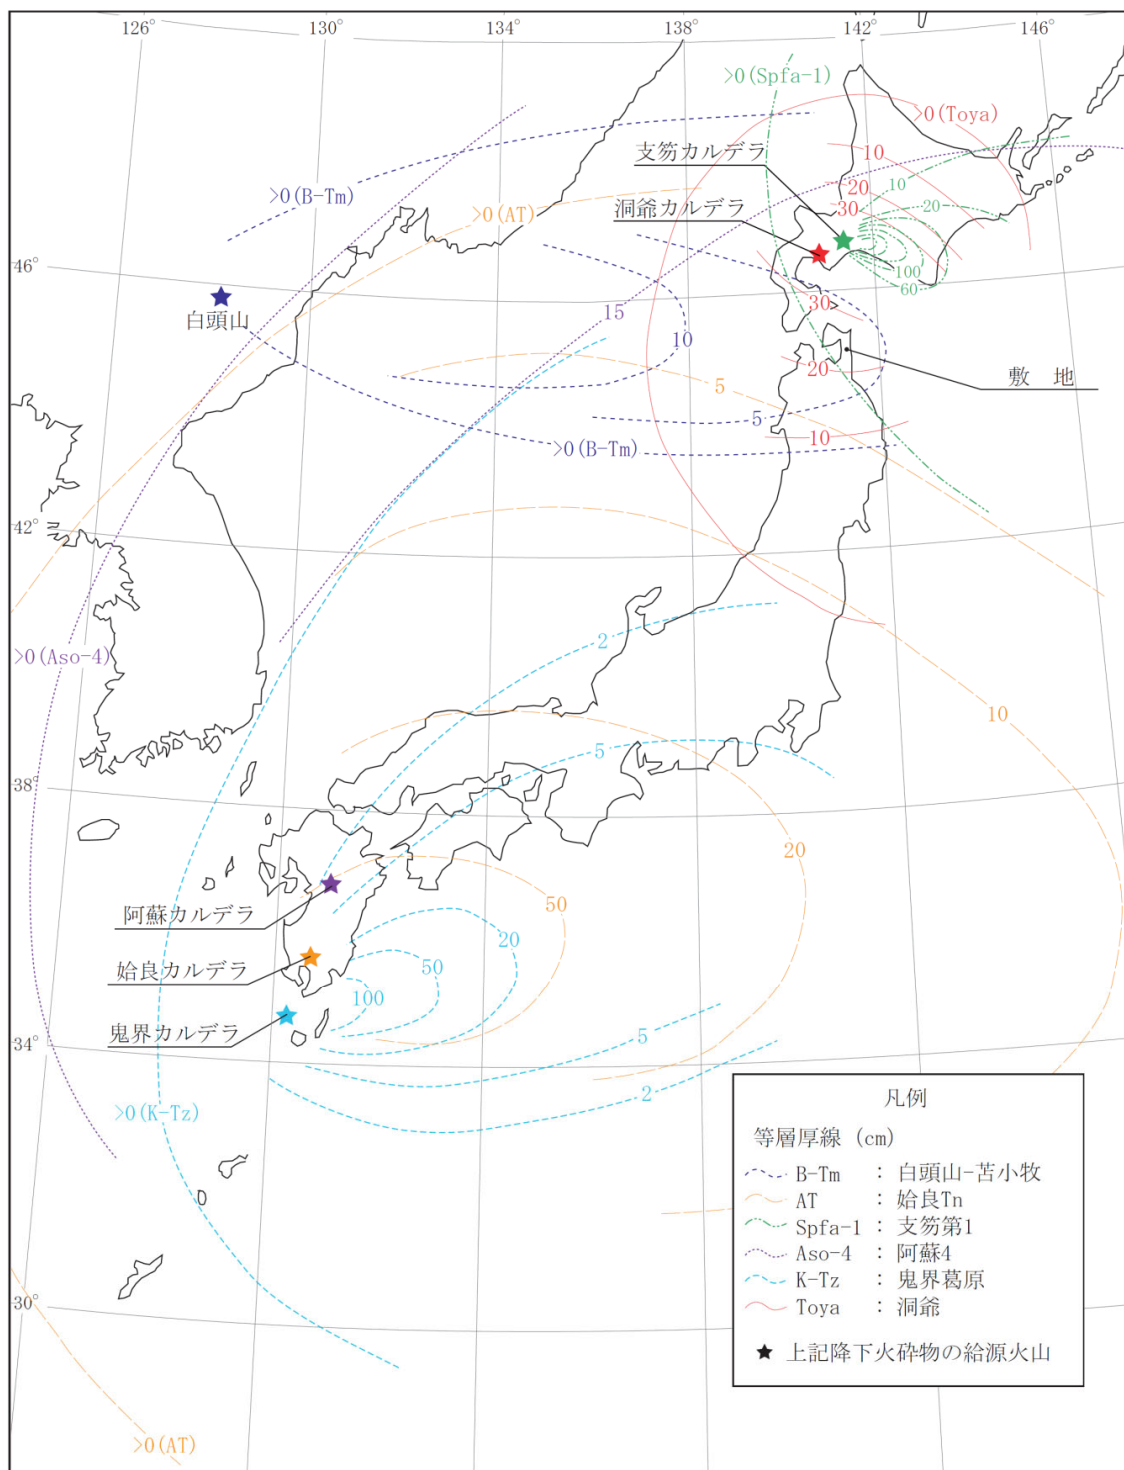 126°
130°
134°
138°
142°
146°
>0(Spfa-1)
>0(Toya)
支笏カルデラ
10
10
>0(B-Tm)
20
20
>0(AT)
洞爺カルデラ
30
46°
100
60
白頭山
15
30
10
敷　地
20
5
5
10
>0(B-Tm)
42°
2
>0(Aso-4)
10
5
38°
20
50
阿蘇カルデラ
20
始良カルデラ
50
100
鬼界カルデラ
34°
5
2
>0(K-Tz)
30°
>0(AT)
凡例
等層厚線 (cm)
B-Tm : 白頭山-苫小牧
AT : 始良Tn
Spfa-1 : 支笏第1
Aso-4 : 阿蘇4
K-Tz : 鬼界葛原
Toya : 洞爺
★ 上記降下火砕物の給源火山